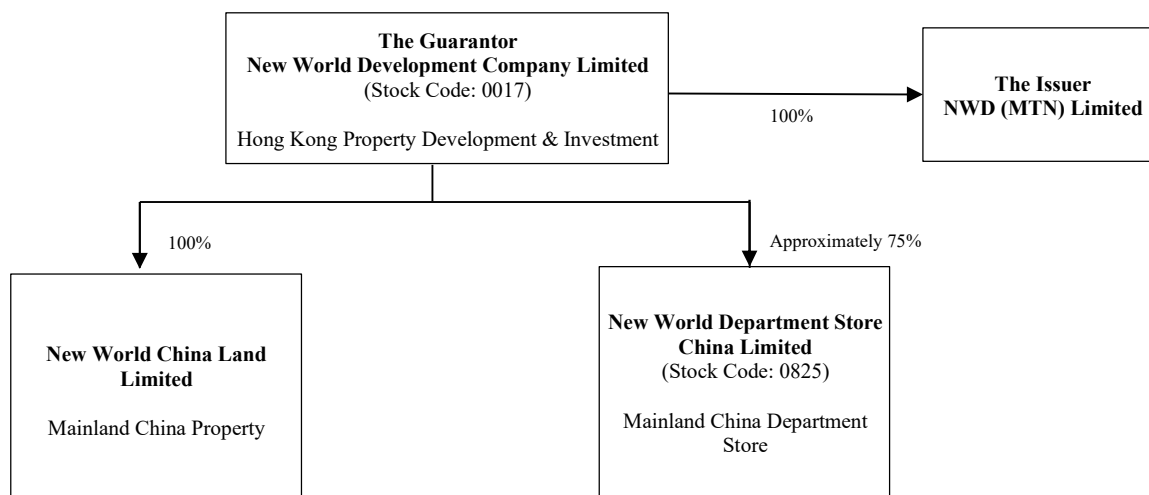 The Guarantor
New World Development Company Limited
(Stock Code: 0017)
Hong Kong Property Development & Investment
100%
The Issuer
NWD (MTN) Limited
100%
Approximately 75%
New World China Land
Limited
Mainland China Property
New World Department Store
China Limited
(Stock Code: 0825)
Mainland China Department
Store